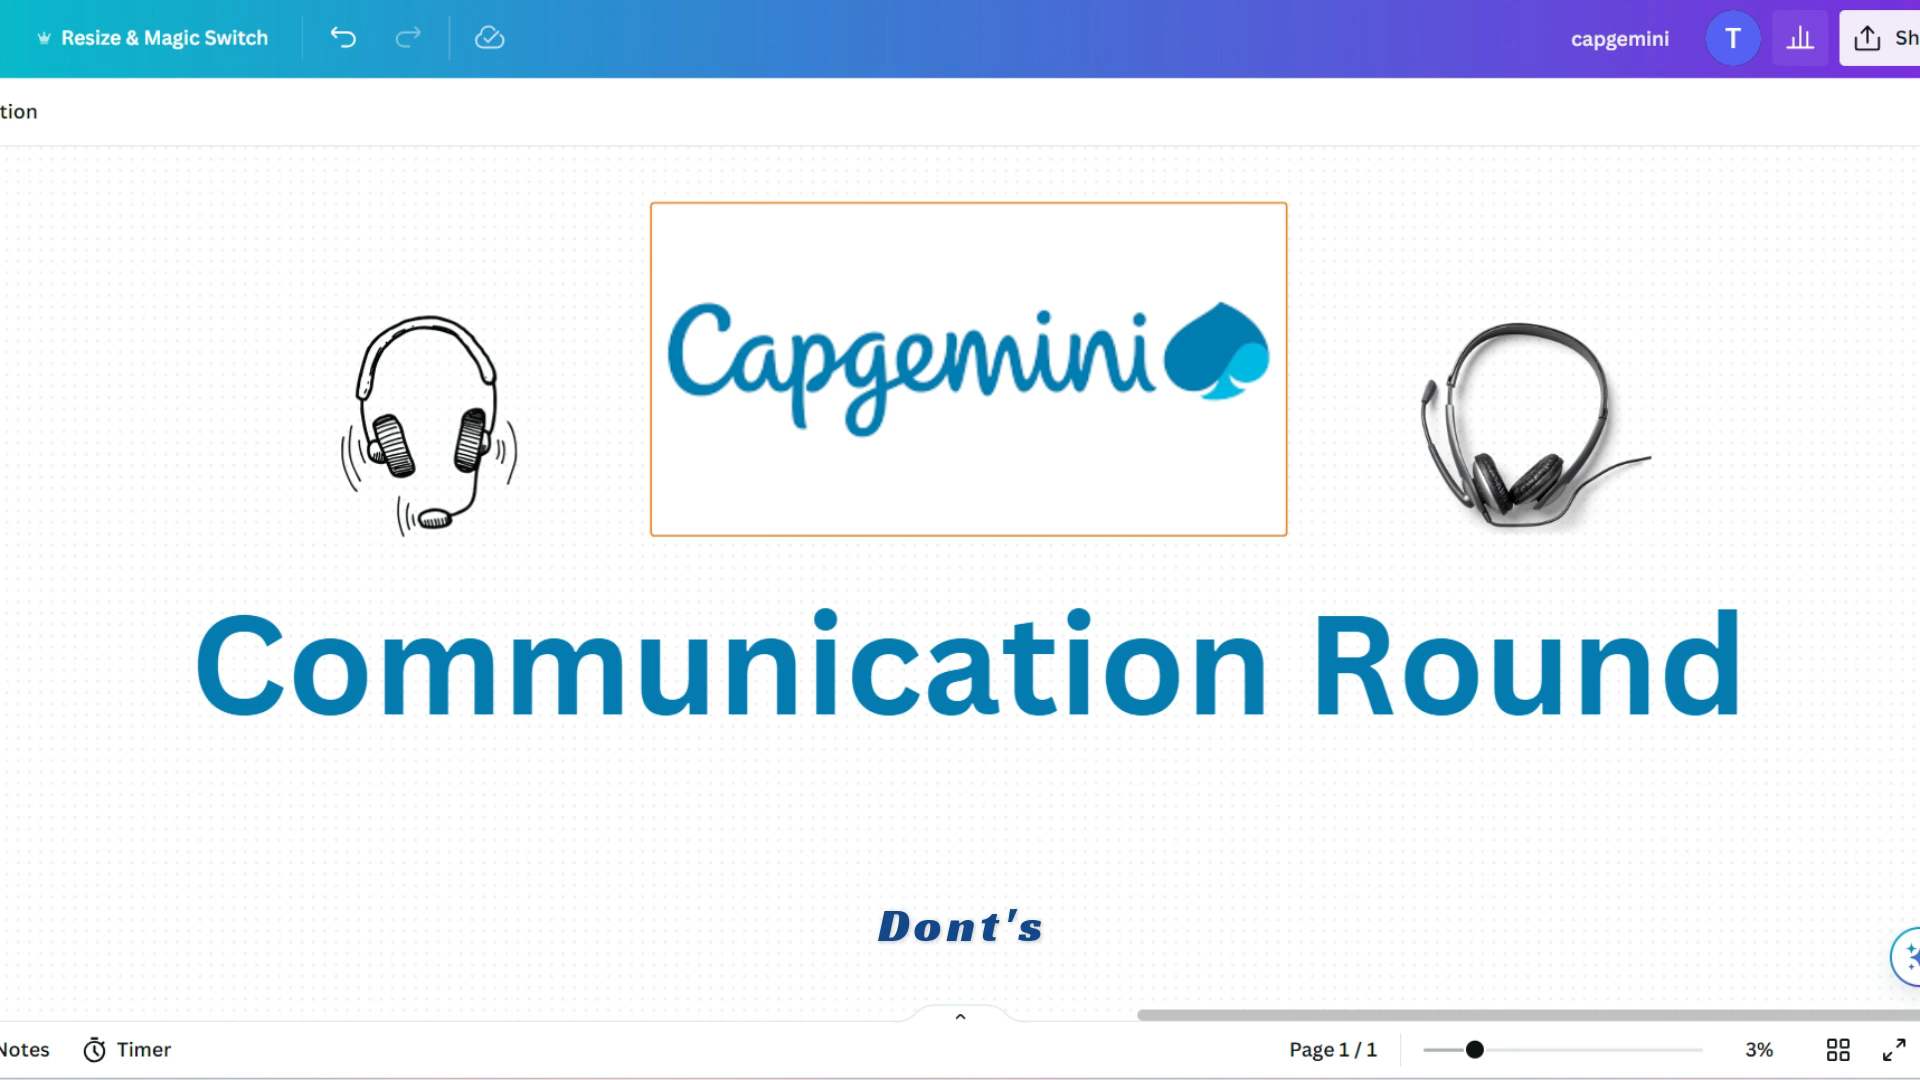 Resize & Magic Switch
capgemini
T
Sh
tion
Capgemini
Communication Round
Dont's
Notes
Timer
Page 1 / 1
3%